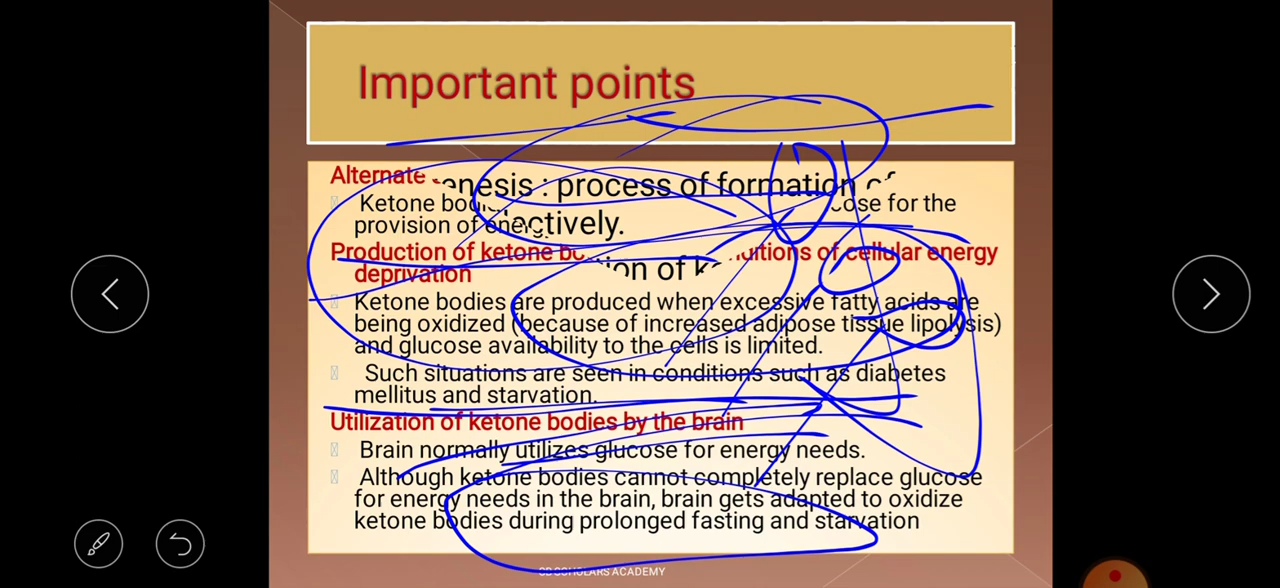 Important points
Alternate
enesis : process of formation of
Ketone cose for the
provision of
ectively.
Production of ketone conditions of cellular energy
deprivation
tion of
Ketone bodies are produced when excessive fatty acids are
being oxidized (because of increased adipose tissue lipolysis)
and glucose availability to the cells is limited.
Such situations are seen in conditions such as diabetes
mellitus and starvation.
Utilization of ketone bodies by the brain
Brain normally utilizes glucose for energy needs.
Although ketone bodies cannot completely replace glucose
for energy needs in the brain, brain gets adapted to oxidize
ketone bodies during prolonged fasting and starvation
SCHOLARS ACADEMY